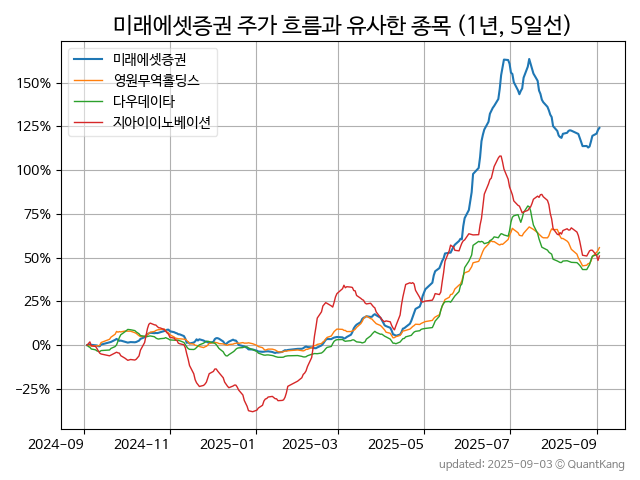 미래에셋증권 주가 흐름과 유사한 종목 (1년, 5일선)
미래에셋증권
영원무역홀딩스
다우데이타
지아이이노베이션
150%
125%
100%
75%
50%
25%
0%
−25%
2024-09 2024-11 2025-01 2025-03 2025-05 2025-07 2025-09
updated: 2025-09-03 © QuantKang